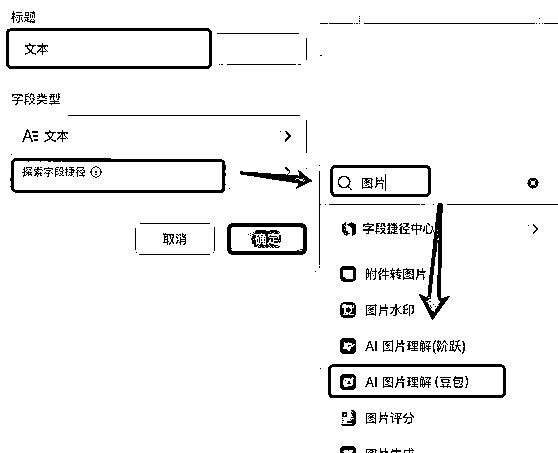 标题
文本
字段类型
文本
探索字段捷径
取消
确定
图片
字段捷径中心
附件转图片
图片水印
AI 图片理解(阶跃)
AI 图片理解(豆包)
图片评分
图片生成